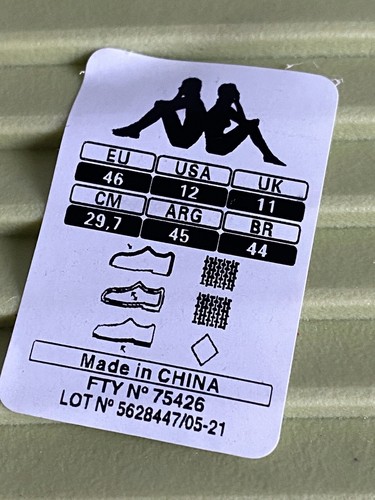 EU USA UK
46 12 11
CM ARG BR
29,7 45 44
Made in CHINA
FTY Nº 75426
LOT Nº 5628447/05-21